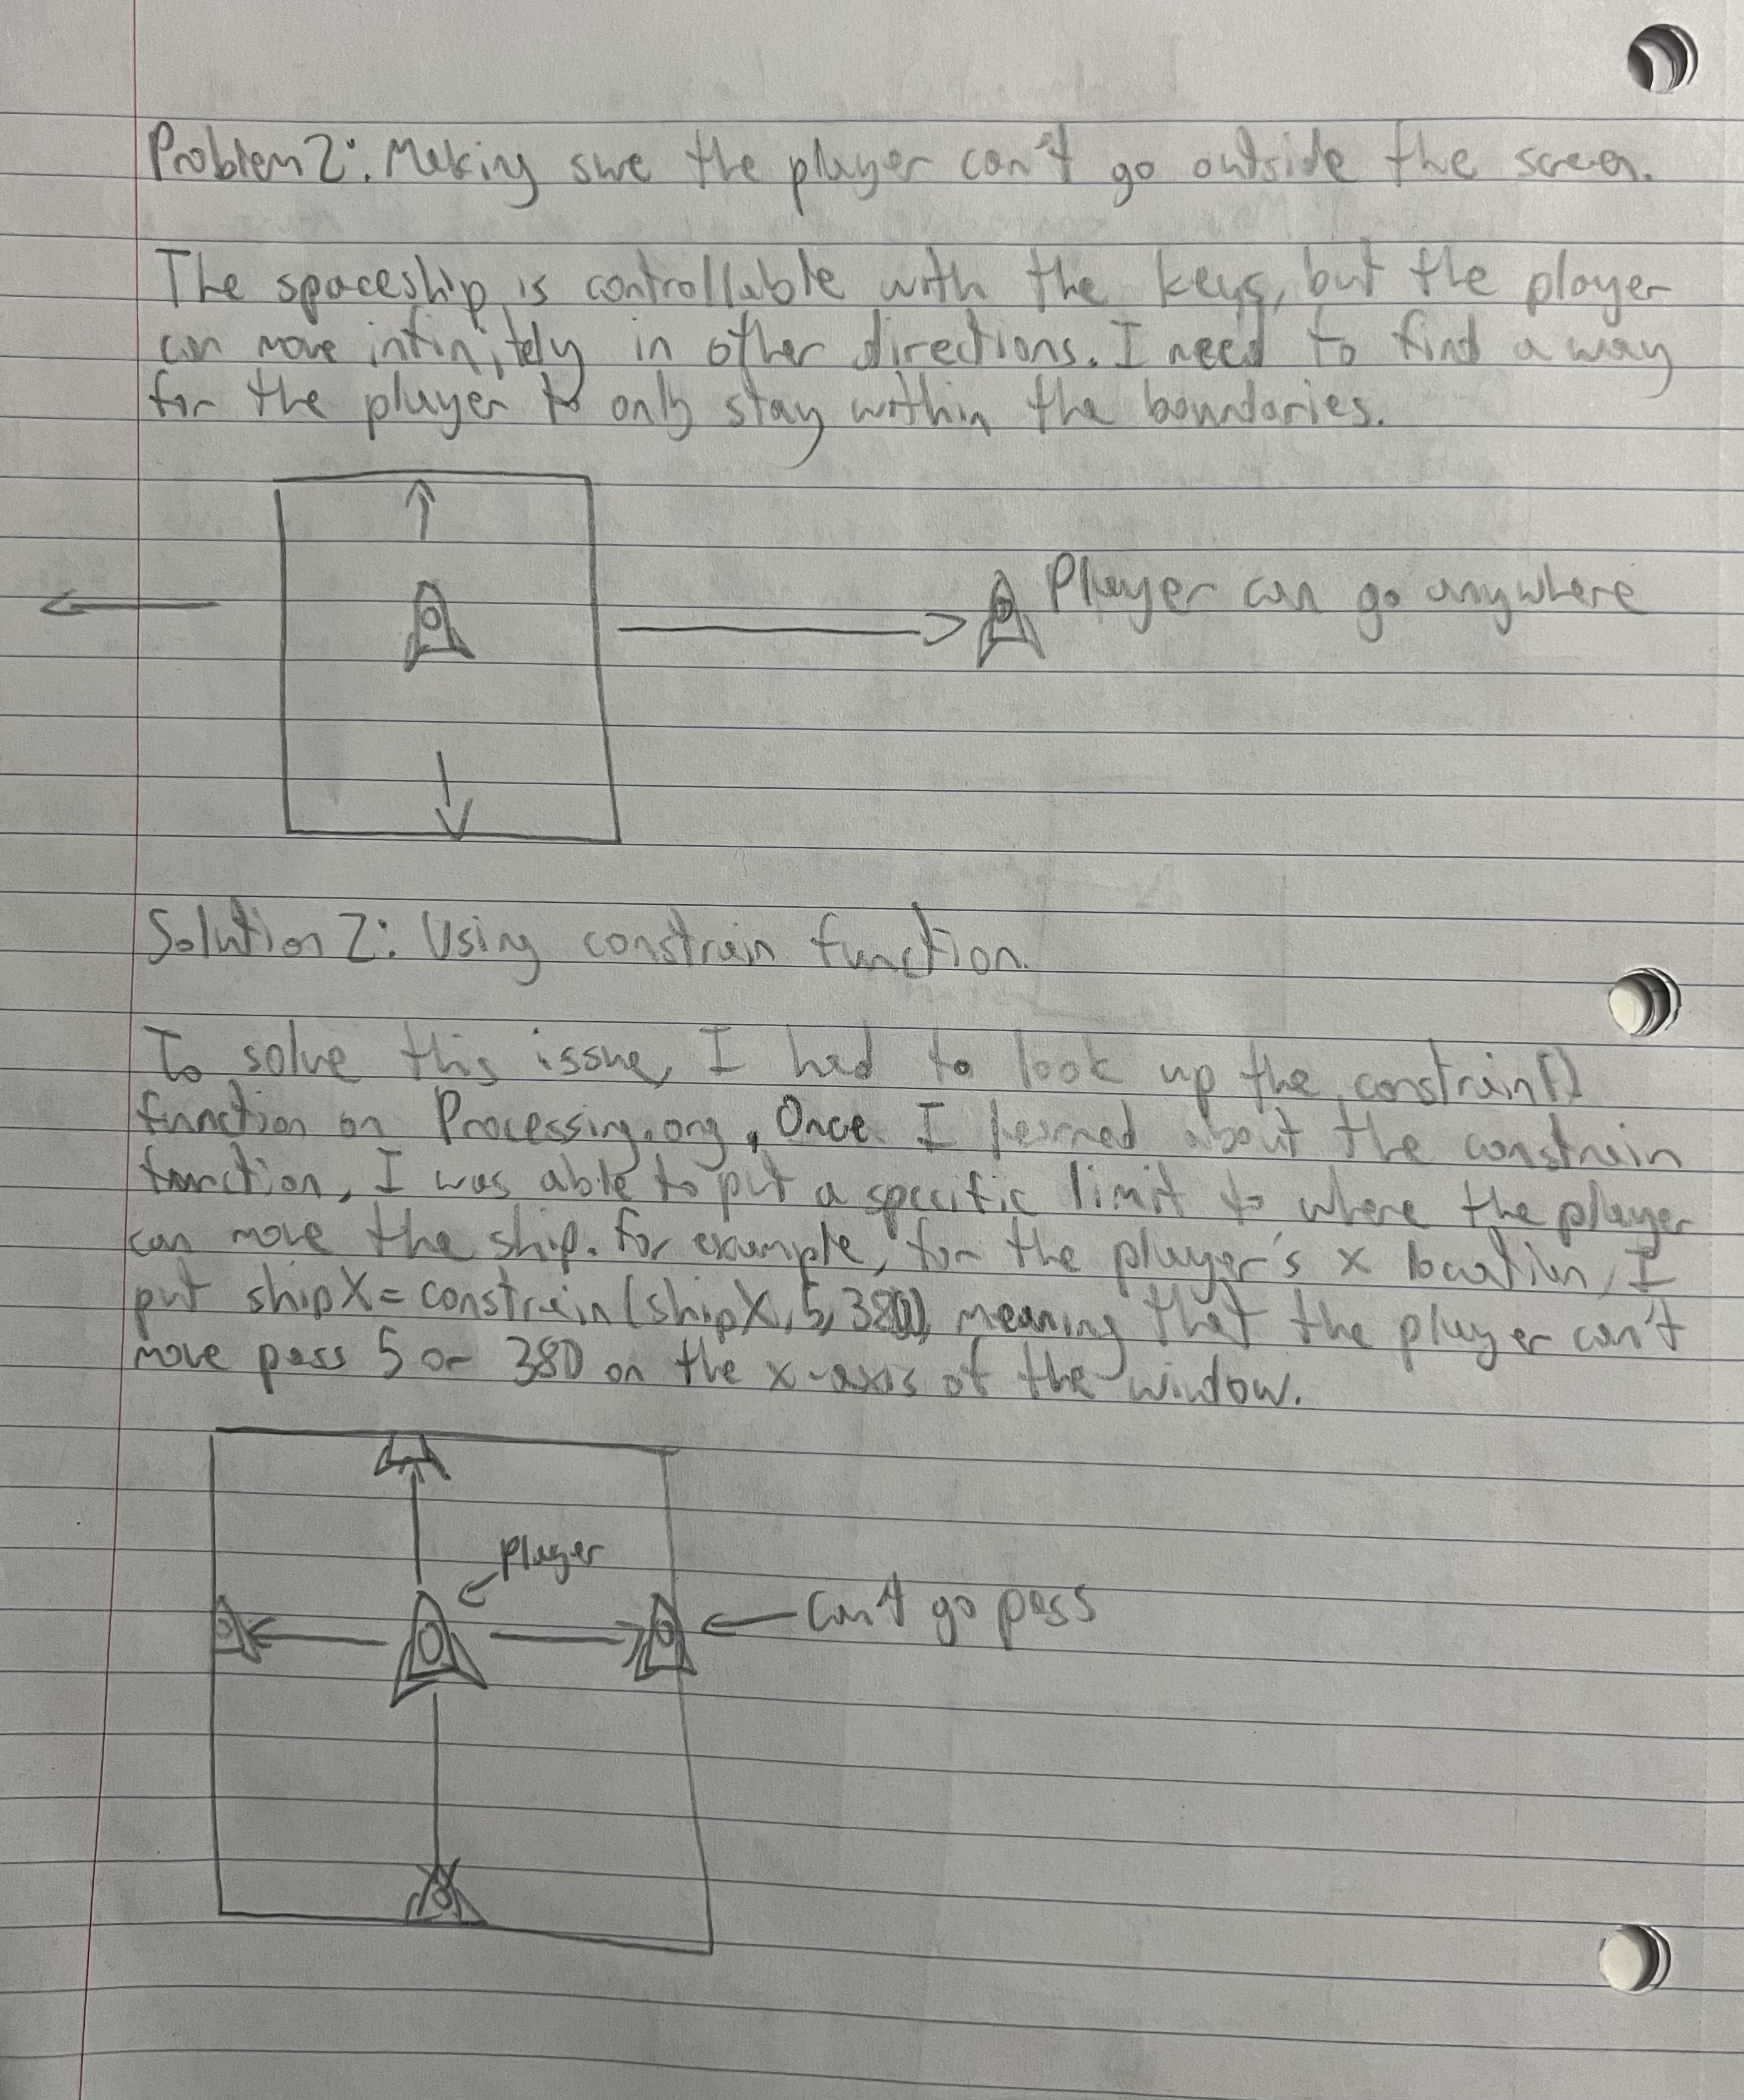 Problem 2: Making sure the player can't go outside the screen.
The spaceship is controllable with the keys, but the player
can move infinitely in other directions. I need to find a way
for the player to only stay within the boundaries.
Player can go anywhere
Solution 2: Using constrain function.
To solve this issue, I had to look up the constrain()
function on Processing.org. Once I learned about the constrain
function, I was able to put a specific limit to where the player
can move the ship. For example, for the player's x location, I
put shipX = constrain(shipX, 5, 380), meaning that the player can't
move pass 5 or 380 on the x-axis of the window.
player
Can't go pass